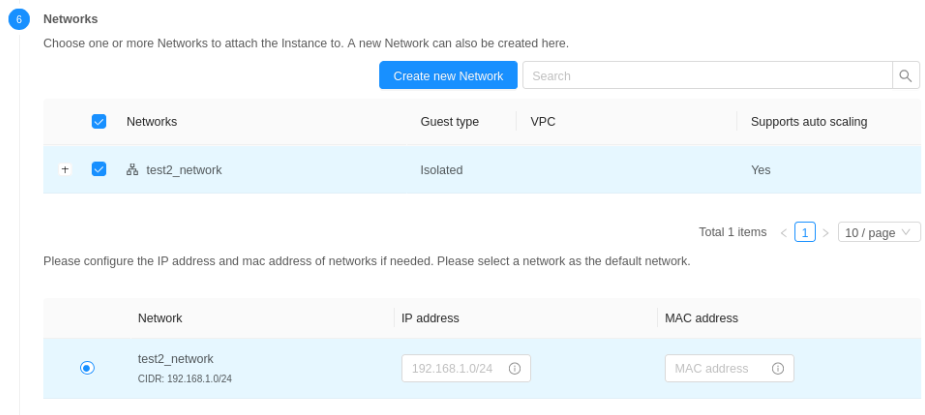 6 Networks
Choose one or more Networks to attach the Instance to. A new Network can also be created here.
Create new Network Search
Networks Guest type VPC Supports auto scaling
+ test2_network Isolated Yes
Total 1 items < 1 > 10 / page
Please configure the IP address and mac address of networks if needed. Please select a network as the default network.
Network IP address MAC address
test2_network
192.168.1.0/24 MAC address
CIDR: 192.168.1.0/24